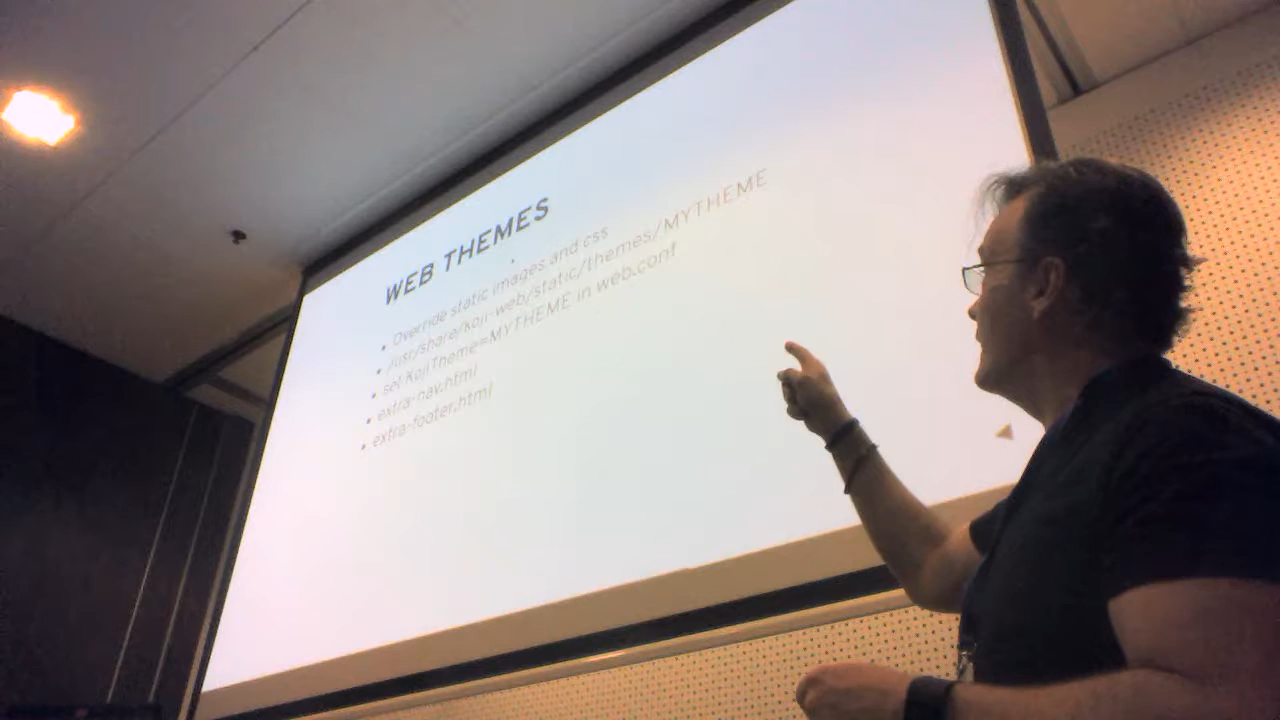 WEB THEMES
• Override static images and css
• /usr/share/koji-web/static/themes/MYTHEME
• set KojiTheme=MYTHEME in web.conf
• extra-nav.html
• extra-footer.html